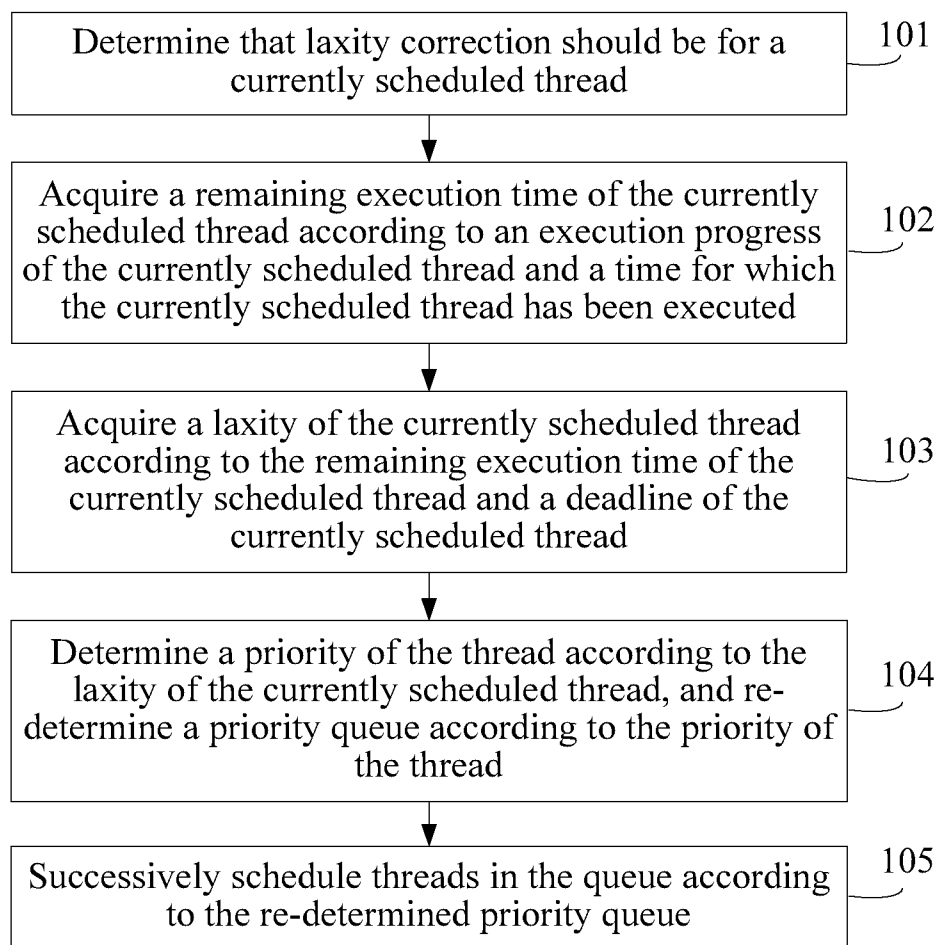 Determine that laxity correction should be for a
currently scheduled thread
101
Acquire a remaining execution time of the currently
scheduled thread according to an execution progress
of the currently scheduled thread and a time for which
the currently scheduled thread has been executed
102
Acquire a laxity of the currently scheduled thread
according to the remaining execution time of the
currently scheduled thread and a deadline of the
currently scheduled thread
103
Determine a priority of the thread according to the
laxity of the currently scheduled thread, and re-
determine a priority queue according to the priority of
the thread
104
Successively schedule threads in the queue according
to the re-determined priority queue
105